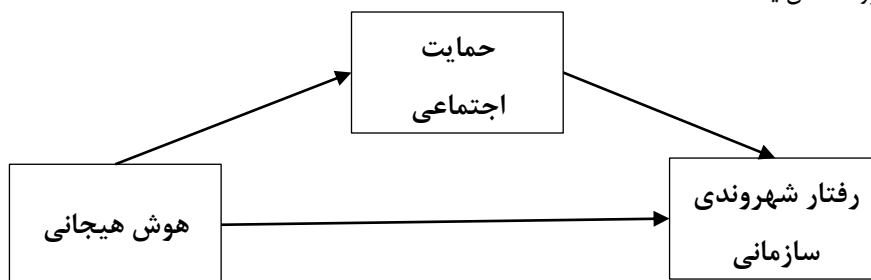 حمایت
اجتماعی
رفتار شهروندی
سازمانی
هوش هیجانی